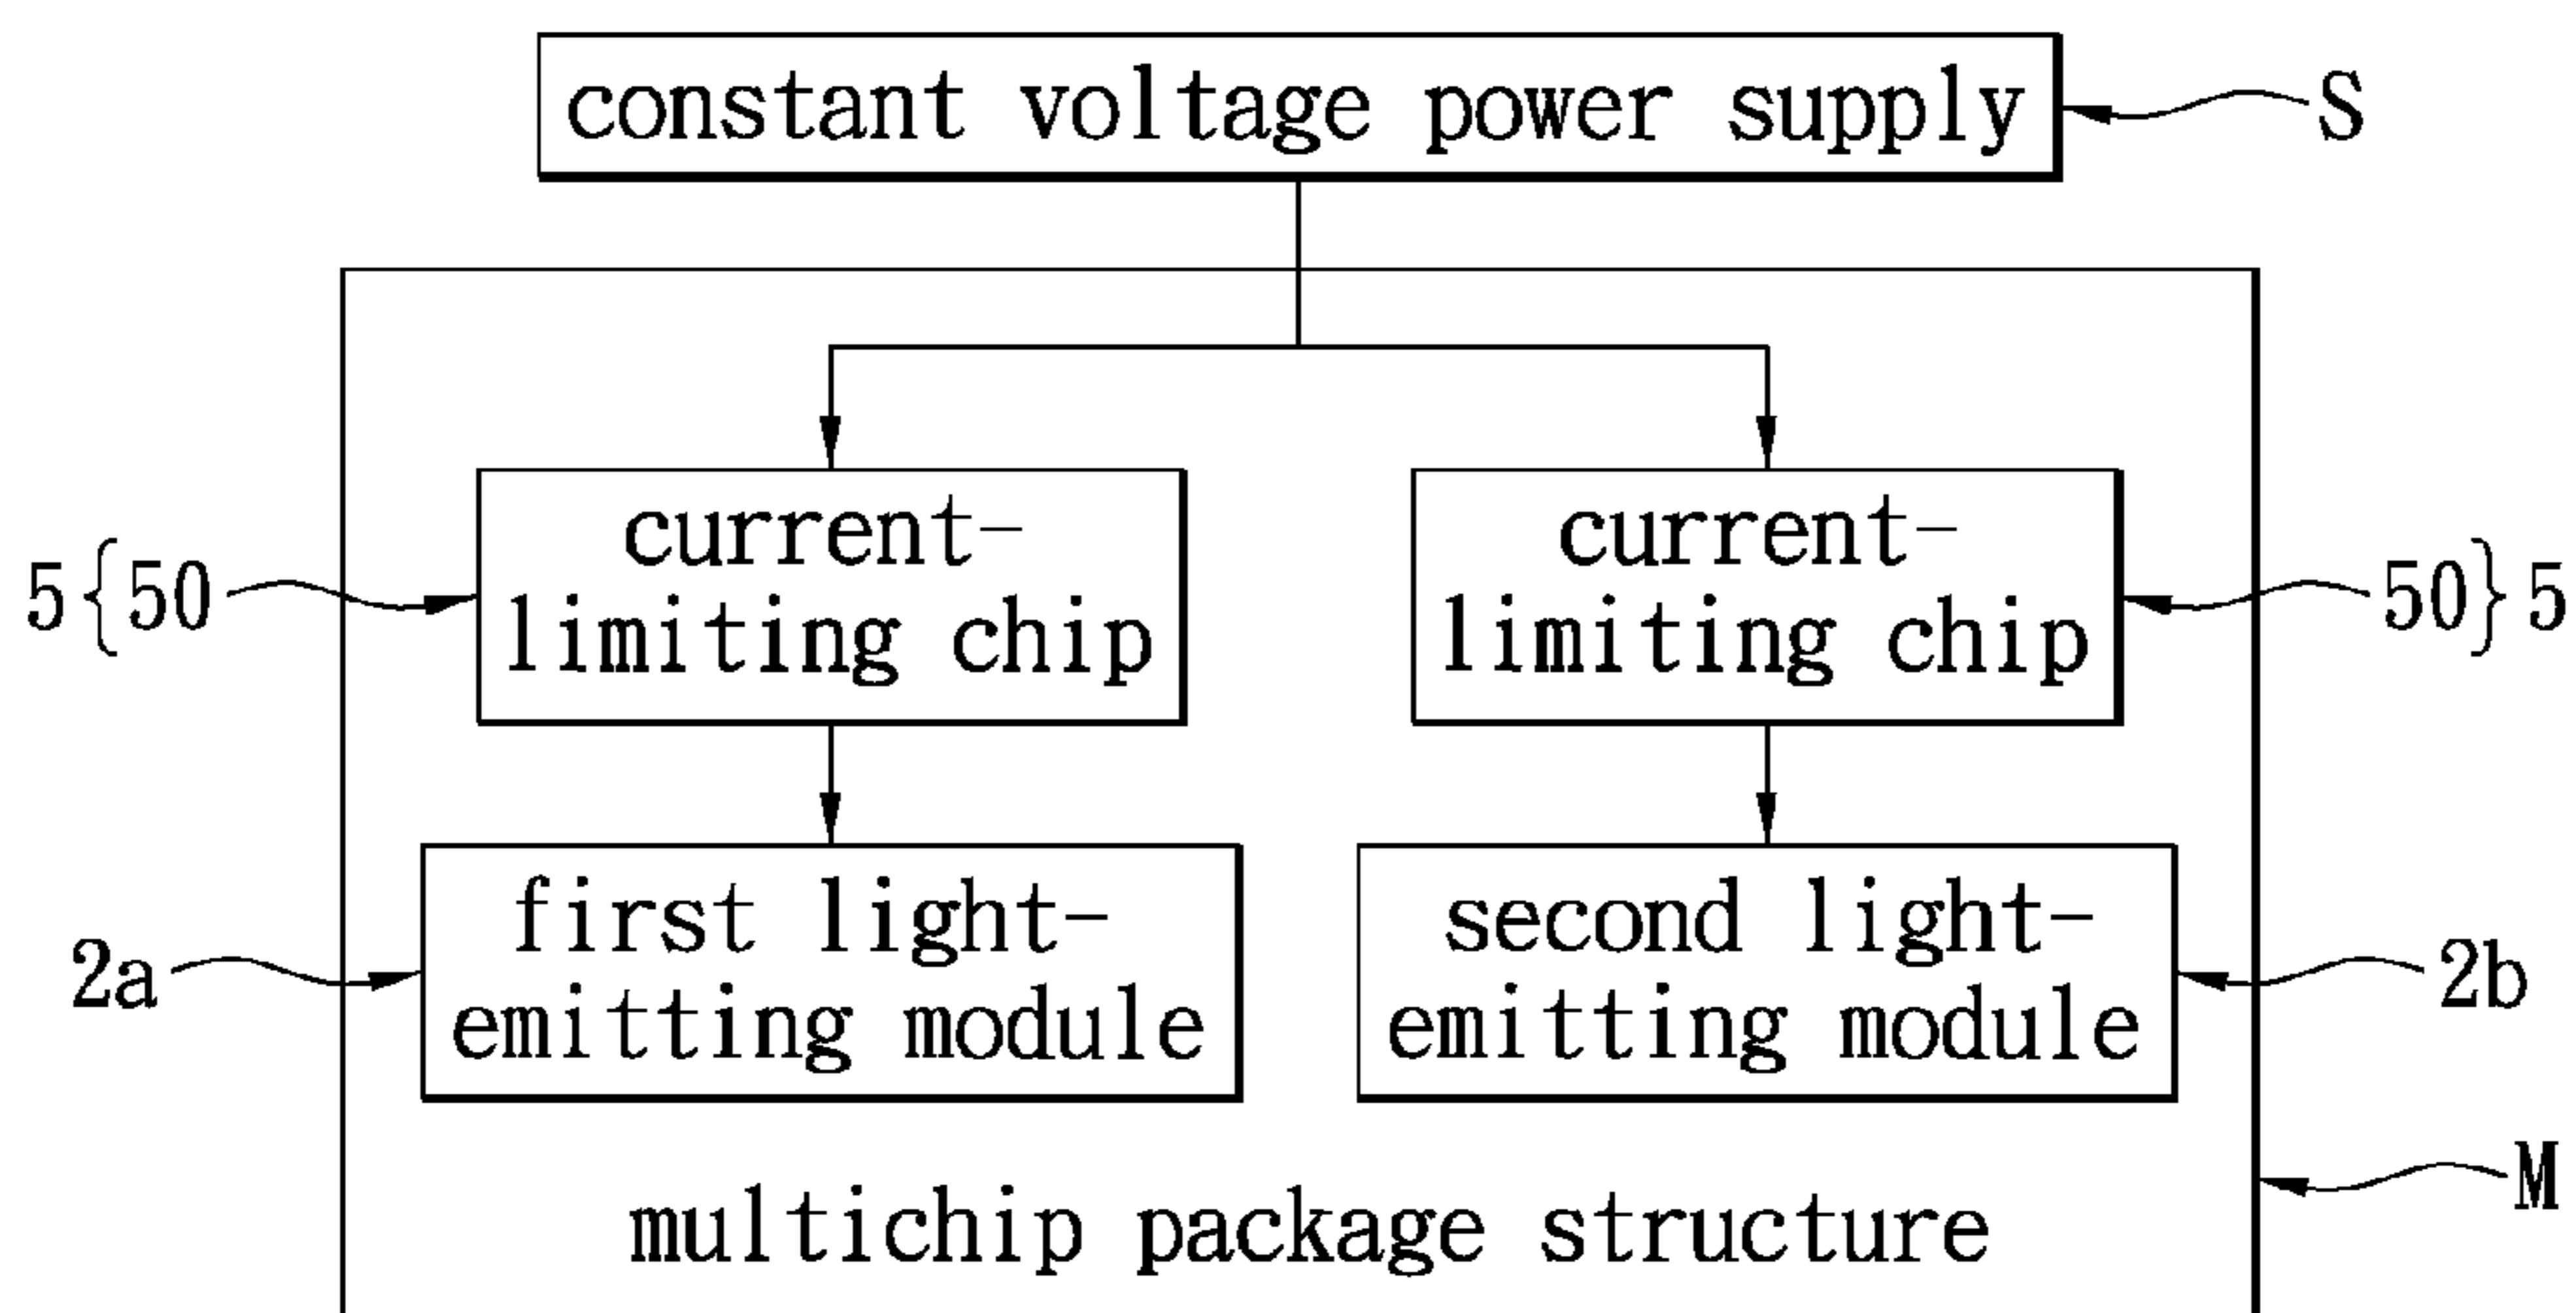 constant voltage power supply
S
current-
limiting chip
5{50
current-
limiting chip
50}5
first light-
emitting module
2a
second light-
emitting module
2b
M
multichip package structure